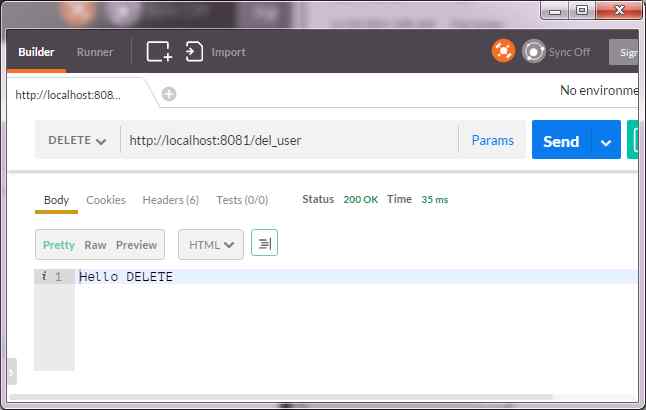 Builder Runner Import Sync Off Sign
http://localhost:808... No environme
DELETE http://localhost:8081/del_user Params Send
Body Cookies Headers (6) Tests (0/0) Status 200 OK Time 35 ms
Pretty Raw Preview HTML
i 1 Hello DELETE